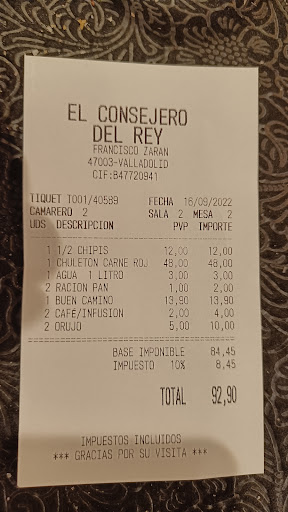 EL CONSEJERO
DEL REY
FRANCISCO ZARAN
47003-VALLADOLID
CIF:B47720941
TIQUET T001/40589 FECHA 16/09/2022
CAMARERO 2 SALA 2 MESA 2
UDS DESCRIPCION PVP IMPORTE
1 1/2 CHIPIS 12,00 12,00
1 CHULETON CARNE ROJ 48,00 48,00
1 AGUA 1 LITRO 3,00 3,00
2 RACION PAN 1,00 2,00
1 BUEN CAMINO 13,90 13,90
2 CAFE/INFUSION 2,00 4,00
2 ORUJO 5,00 10,00
BASE IMPONIBLE 84,45
IMPUESTO 10% 8,45
TOTAL 92,90
IMPUESTOS INCLUIDOS
*** GRACIAS POR SU VISITA ***